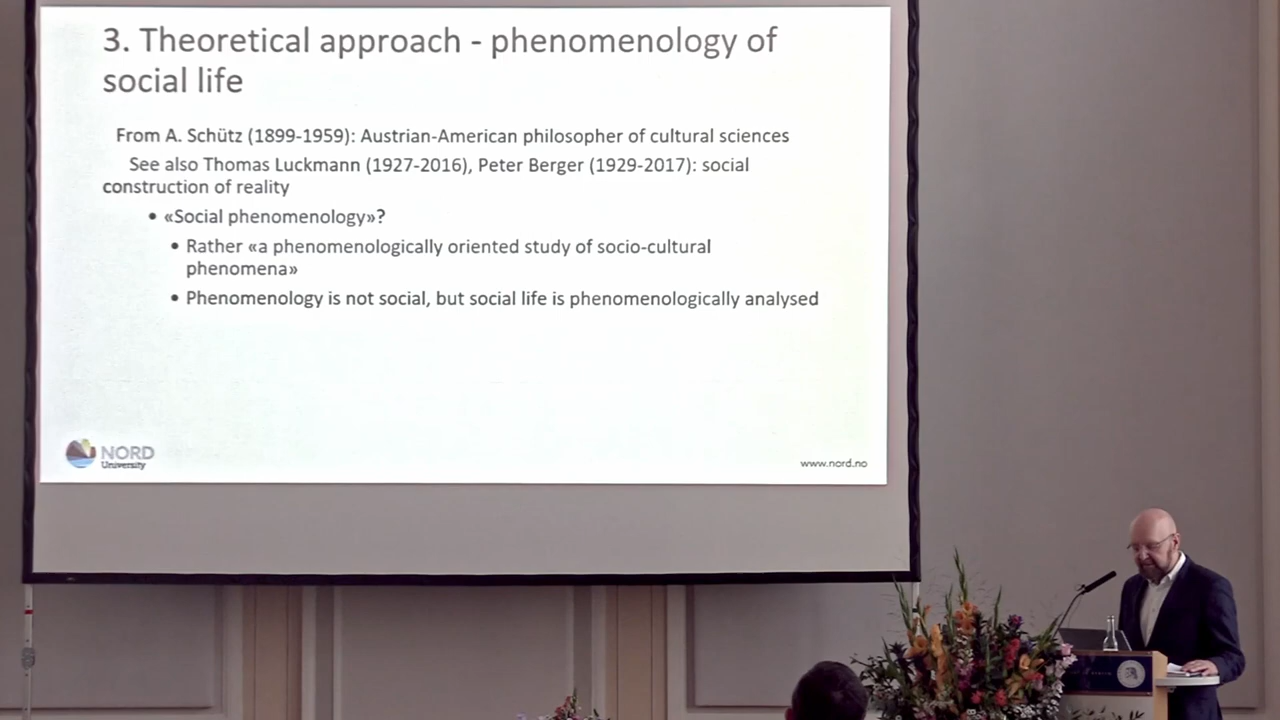 3. Theoretical approach - phenomenology of
social life
From A. Schütz (1899-1959): Austrian-American philosopher of cultural sciences
See also Thomas Luckmann (1927-2016), Peter Berger (1929-2017): social
construction of reality
• «Social phenomenology»?
• Rather «a phenomenologically oriented study of socio-cultural
phenomena»
• Phenomenology is not social, but social life is phenomenologically analysed
NORD
University
www.nord.no